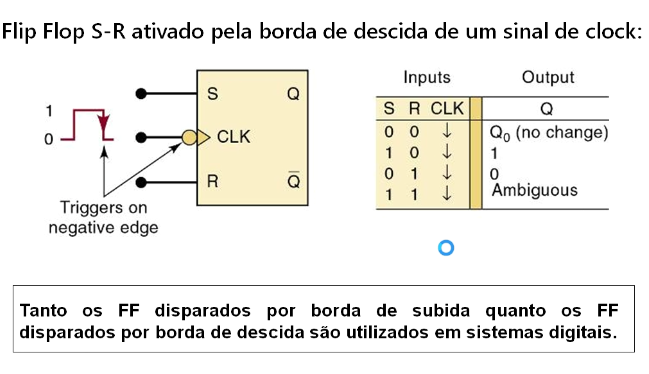 Flip Flop S-R ativado pela borda de descida de um sinal de clock:
1
0
S
Q
CLK
R
Q̅
Triggers on
negative edge
Inputs Output
S R CLK Q
0 0 ↓ Q₀ (no change)
1 0 ↓ 1
0 1 ↓ 0
1 1 ↓ Ambiguous
Tanto os FF disparados por borda de subida quanto os FF
disparados por borda de descida são utilizados em sistemas digitais.